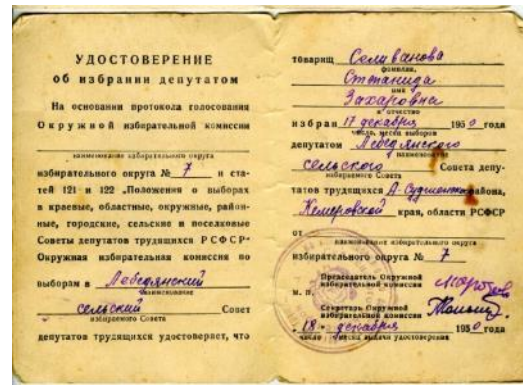 УДОСТОВЕРЕНИЕ
об избрании депутатом
На основании протокола голосования
Окружной избирательной комиссии
наименование избирательного округа
избирательного округа № 7 и ста-
тей 121 и 122 „Положения о выборах
в краевые, областные, окружные, район-
ные, городские, сельские и поселковые
Советы депутатов трудящихся РСФСР“
Окружная избирательная комиссия по
выборам в Лебедянский
наименование
сельский Совет
избираемого Совета
депутатов трудящихся удостоверяет, что
товарищ Селиванова
фамилия,
Степанида
имя
Захаровна
и отчество
избран 17 декабря 1950 года
число, месяц выборов
депутатом Лебедянского
наименование
сельского Совета депу-
избираемого Совета
татов трудящихся А-Судженского района,
Кемеровской края, области РСФСР
от
наименование избирательного округа
избирательного округа № 7
Председатель Окружной
избирательной комиссии
М. П.
Секретарь Окружной
избирательной комиссии
„18“ декабря 1950 года
число месяц выдачи удостоверения